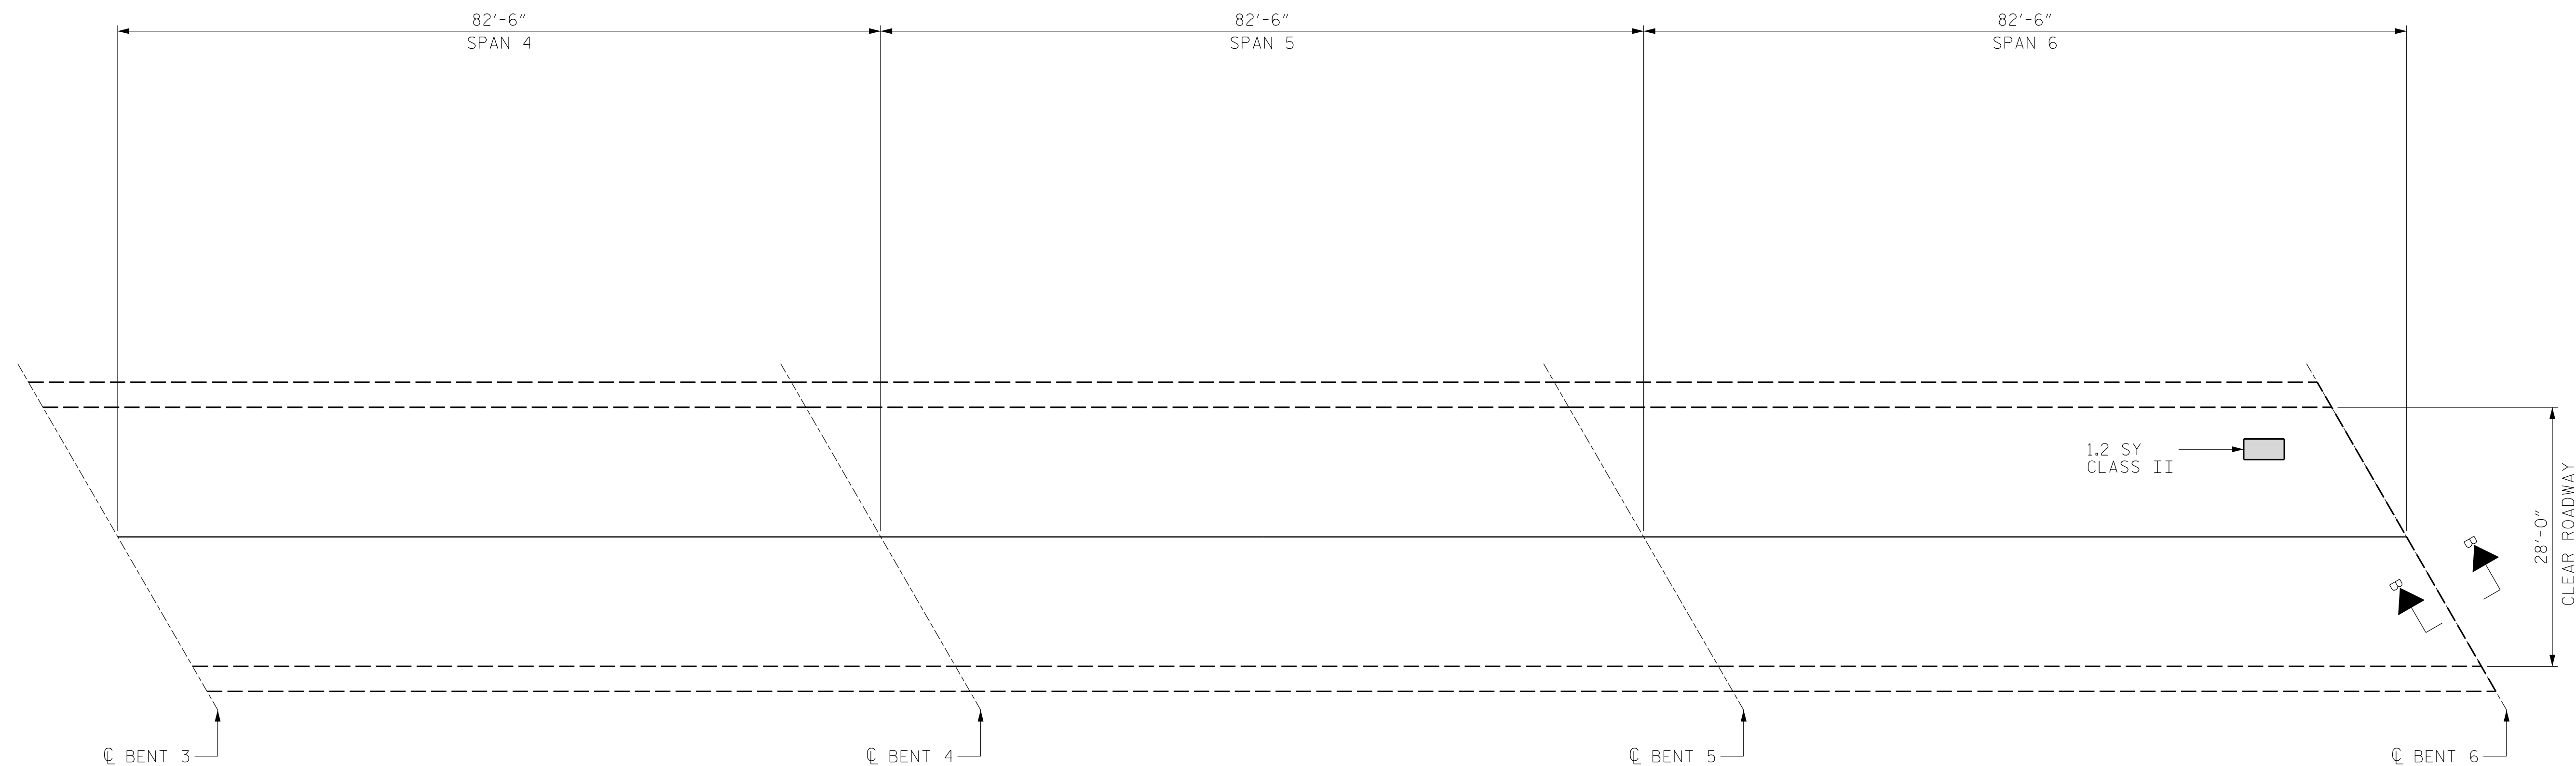 82'-6"
82'-6"
82'-6"
SPAN 4
SPAN 5
SPAN 6
1.2 SY
CLASS II
28'-0"
CLEAR ROADWAY
B
B
℄ BENT 3
℄ BENT 4
℄ BENT 5
℄ BENT 6